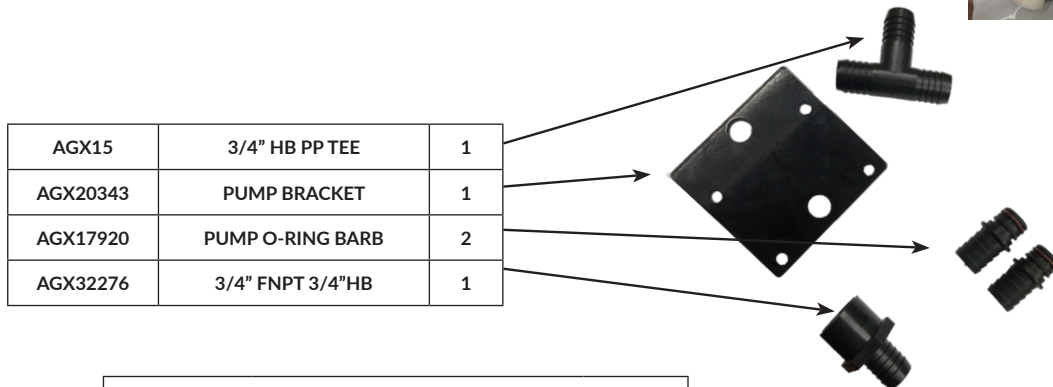 AGX15 3/4” HB PP TEE 1
AGX20343 PUMP BRACKET 1
AGX17920 PUMP O-RING BARB 2
AGX32276 3/4” FNPT 3/4”HB 1